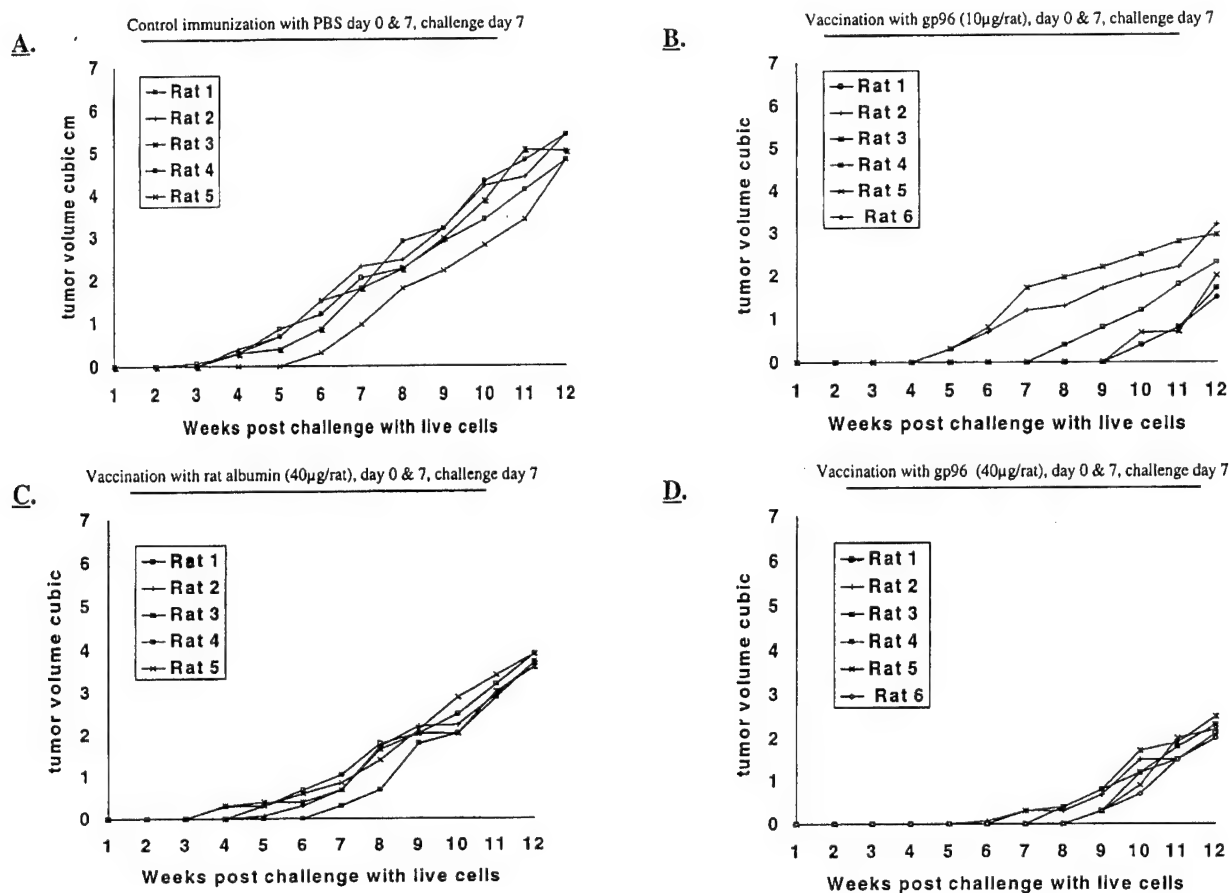 Control immunization with PBS day 0 & 7, challenge day 7
A.
7
6
5
4
3
2
1
0
tumor volume cubic cm
Rat 1
Rat 2
Rat 3
Rat 4
Rat 5
1 2 3 4 5 6 7 8 9 10 11 12
Weeks post challenge with live cells
Vaccination with gp96 (10µg/rat), day 0 & 7, challenge day 7
B.
7
6
5
4
3
2
1
0
tumor volume cubic
Rat 1
Rat 2
Rat 3
Rat 4
Rat 5
Rat 6
1 2 3 4 5 6 7 8 9 10 11 12
Weeks post challenge with live cells
Vaccination with rat albumin (40µg/rat), day 0 & 7, challenge day 7
C.
7
6
5
4
3
2
1
0
tumor volume cubic
Rat 1
Rat 2
Rat 3
Rat 4
Rat 5
1 2 3 4 5 6 7 8 9 10 11 12
Weeks post challenge with live cells
Vaccination with gp96 (40µg/rat), day 0 & 7, challenge day 7
D.
7
6
5
4
3
2
1
0
tumor volume cubic
Rat 1
Rat 2
Rat 3
Rat 4
Rat 5
Rat 6
1 2 3 4 5 6 7 8 9 10 11 12
Weeks post challenge with live cells